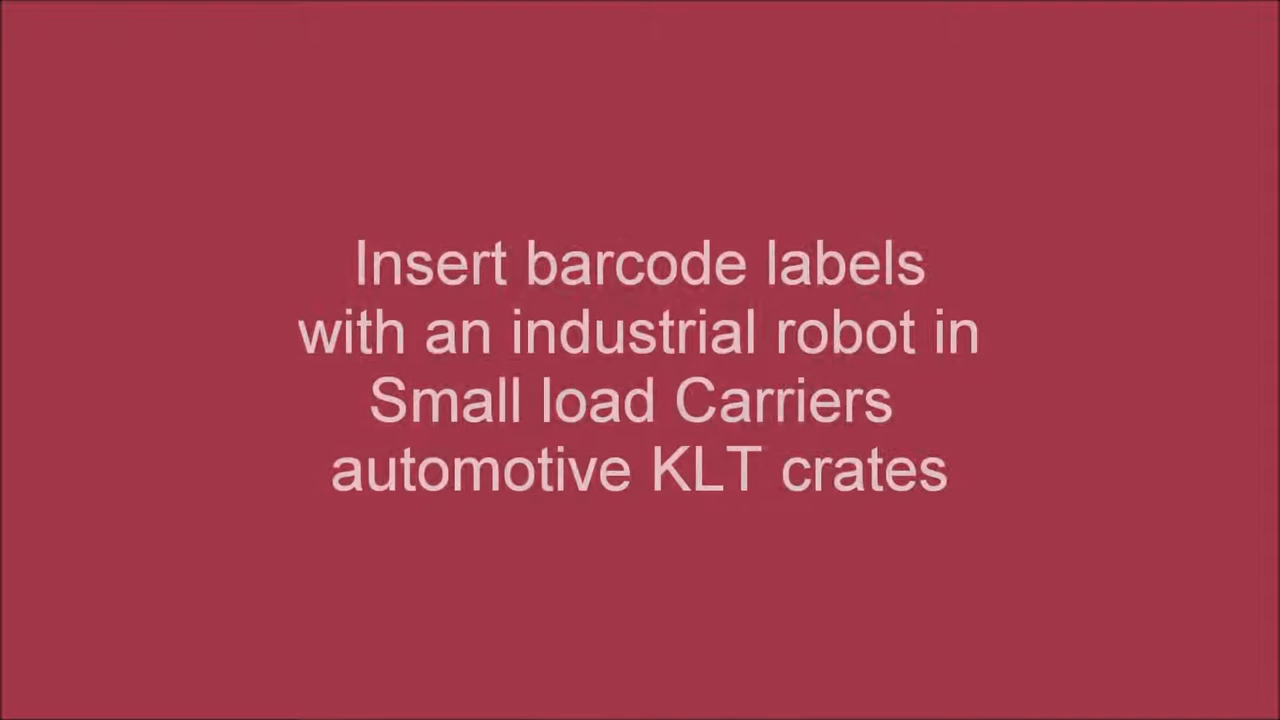 Insert barcode labels
with an industrial robot in
Small load Carriers
automotive KLT crates